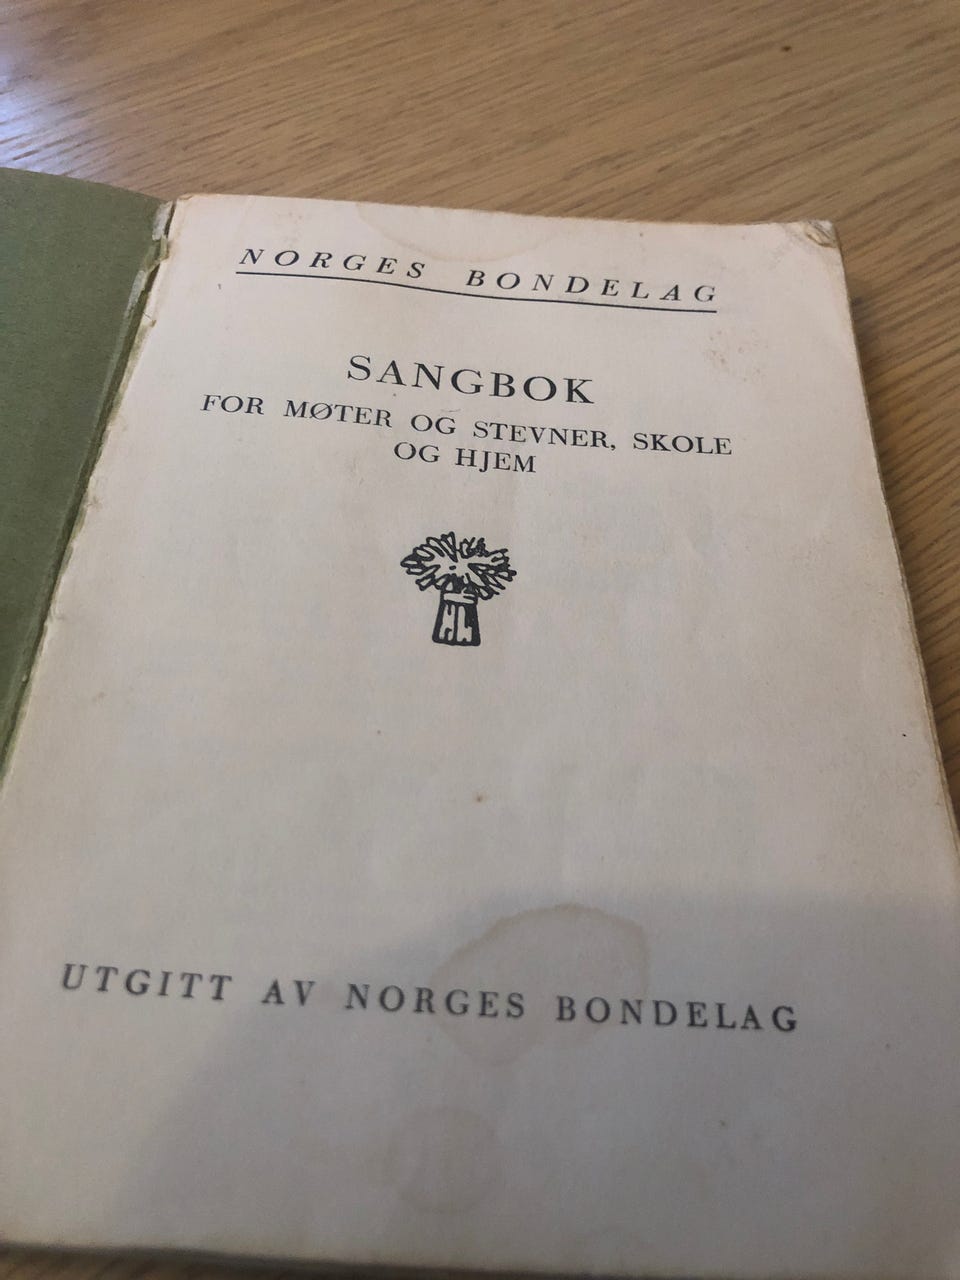 NORGES BONDELAG
SANGBOK
FOR MØTER OG STEVNER, SKOLE
OG HJEM
UTGITT AV NORGES BONDELAG